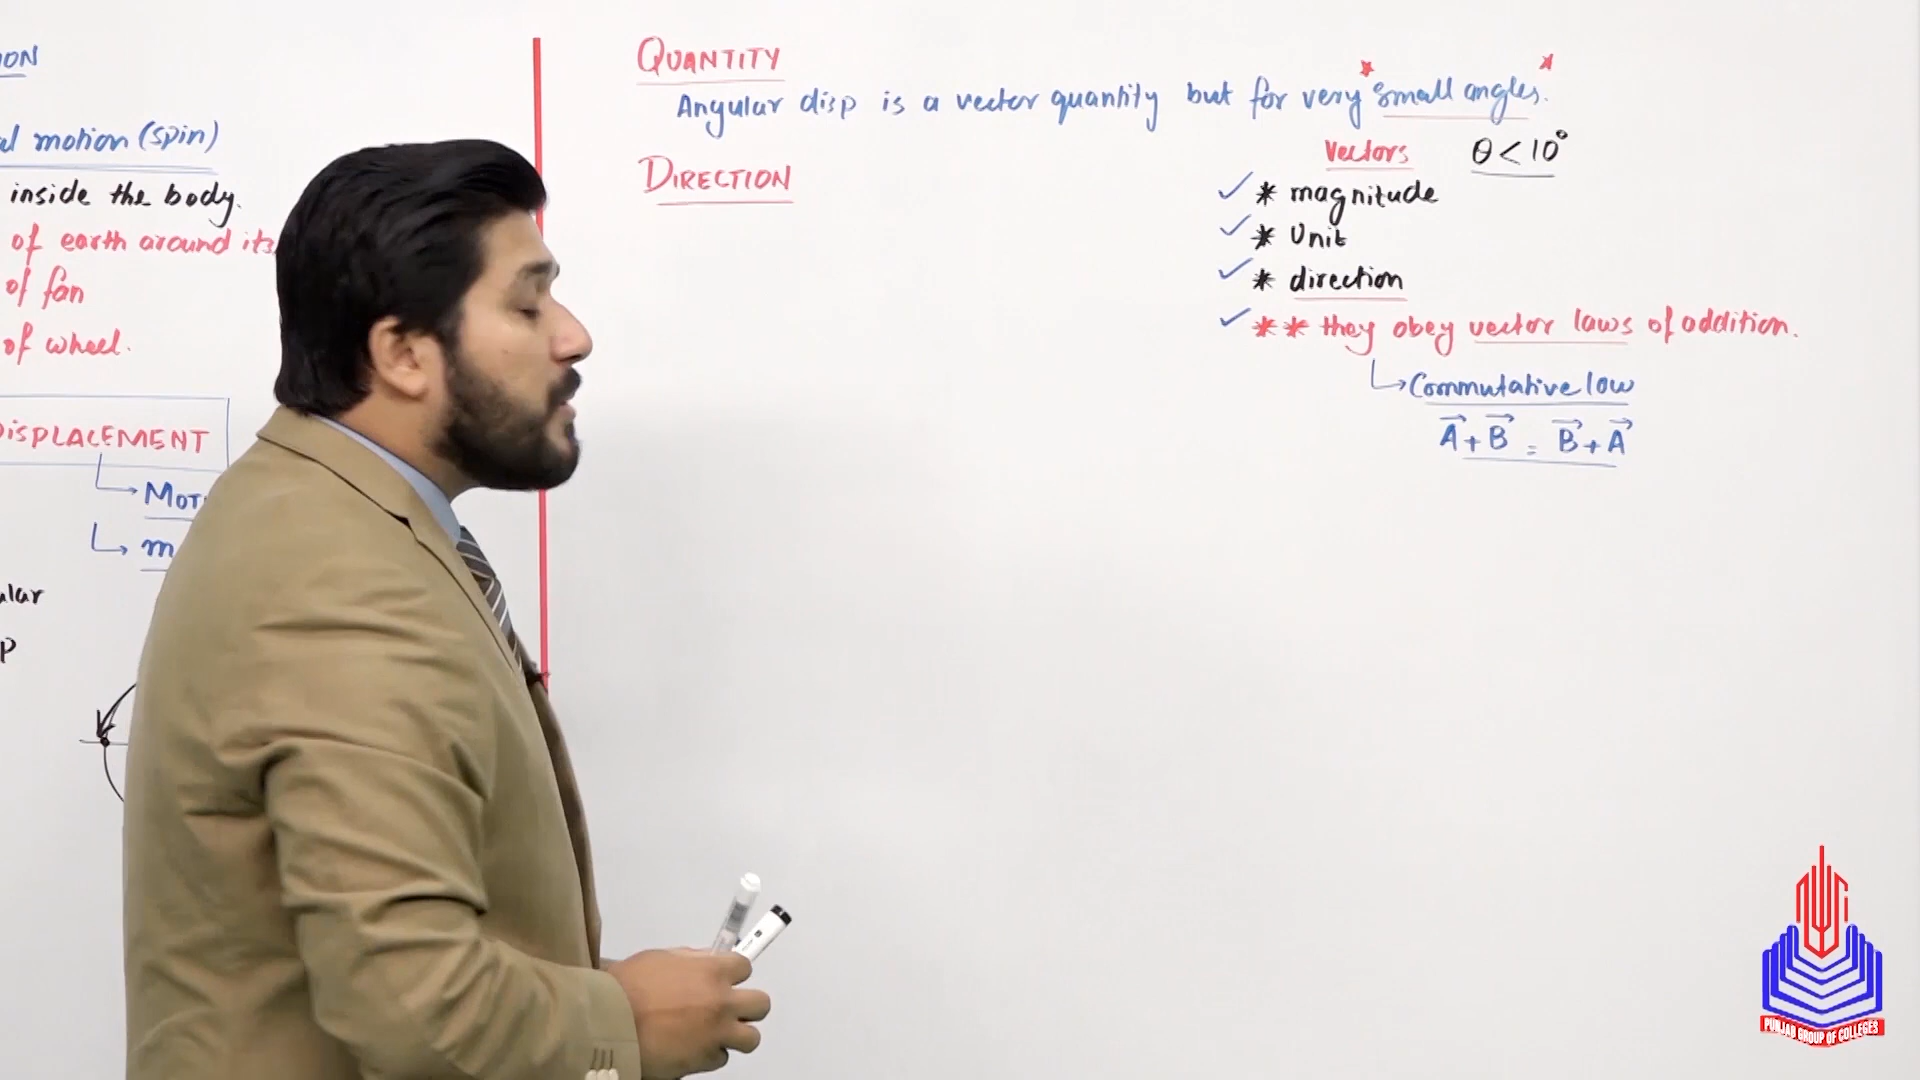 ION
al motion (spin)
inside the body.
of earth around its
of fan
of wheel.
DISPLACEMENT
MOT
m
ular
P
QUANTITY
Angular disp is a vector quantity but for very small angles.
Vectors θ < 10°
DIRECTION
* magnitude
* Unit
* direction
** they obey vector laws of addition.
Commutative law
A + B = B + A
PUNJAB GROUP OF COLLEGES